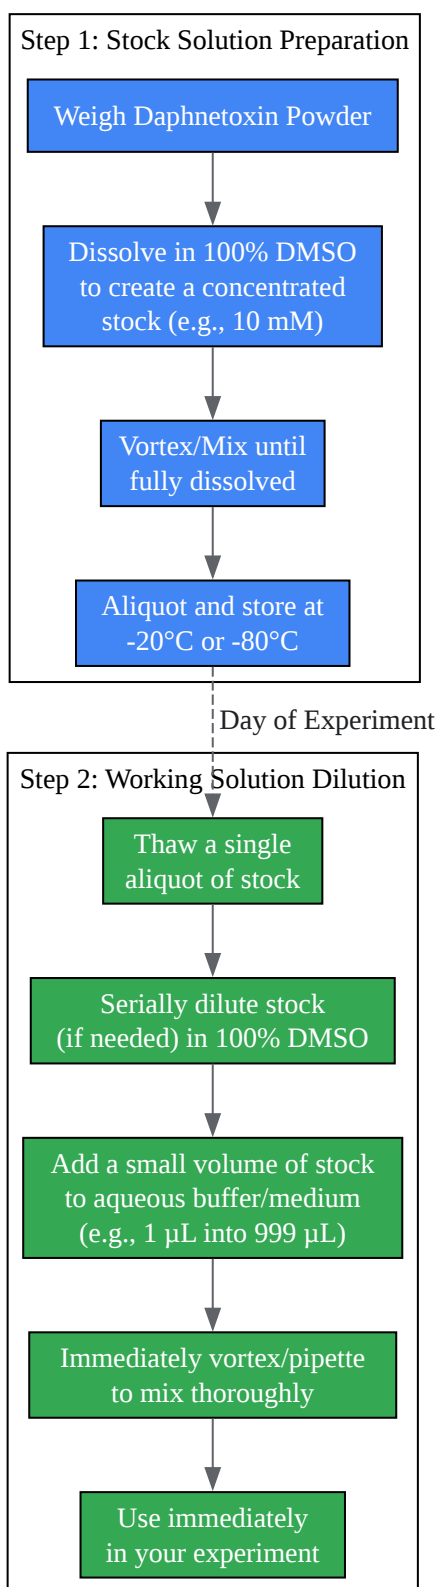 Step 1: Stock Solution Preparation
Weigh Daphnetoxin Powder
Dissolve in 100% DMSO
to create a concentrated
stock (e.g., 10 mM)
Vortex/Mix until
fully dissolved
Aliquot and store at
-20°C or -80°C
Day of Experiment
Step 2: Working Solution Dilution
Thaw a single
aliquot of stock
Serially dilute stock
(if needed) in 100% DMSO
Add a small volume of stock
to aqueous buffer/medium
(e.g., 1 µL into 999 µL)
Immediately vortex/pipette
to mix thoroughly
Use immediately
in your experiment